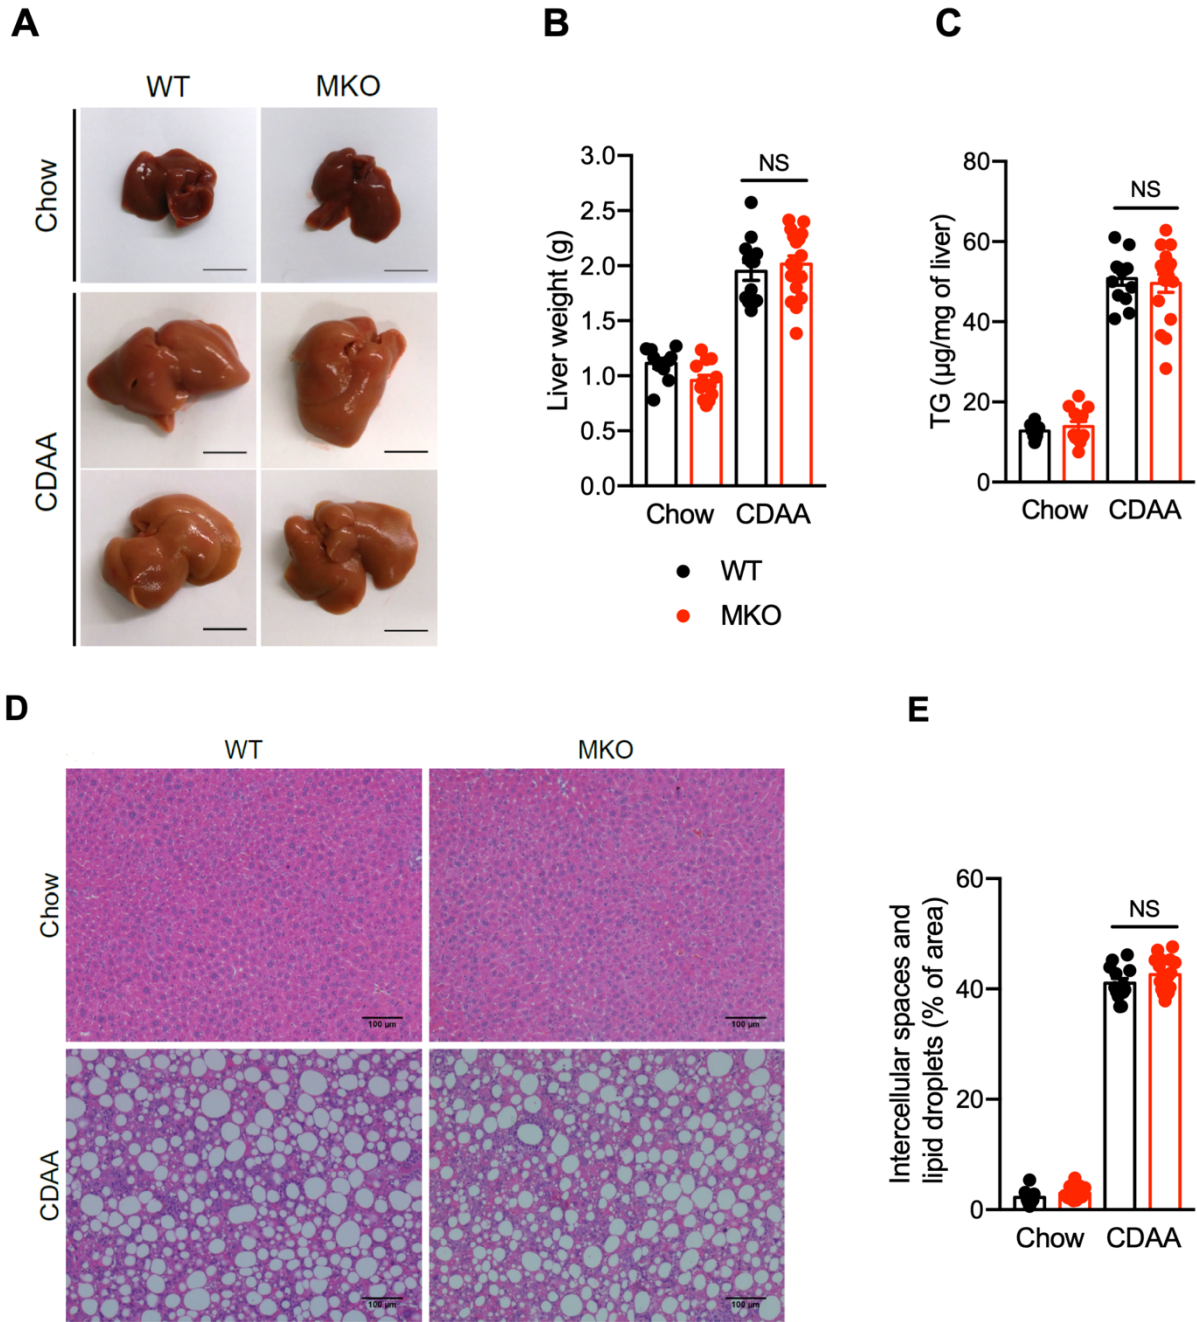 A
WT MKO
Chow
CDAA
B
Liver weight (g)
3.0
2.5
2.0
1.5
1.0
0.5
0.0
NS
Chow CDAA
WT
MKO
C
TG (µg/mg of liver)
80
60
40
20
0
NS
Chow CDAA
D
WT MKO
Chow
100 µm
100 µm
CDAA
100 µm
100 µm
E
Intercellular spaces and
lipid droplets (% of area)
60
40
20
0
NS
Chow CDAA